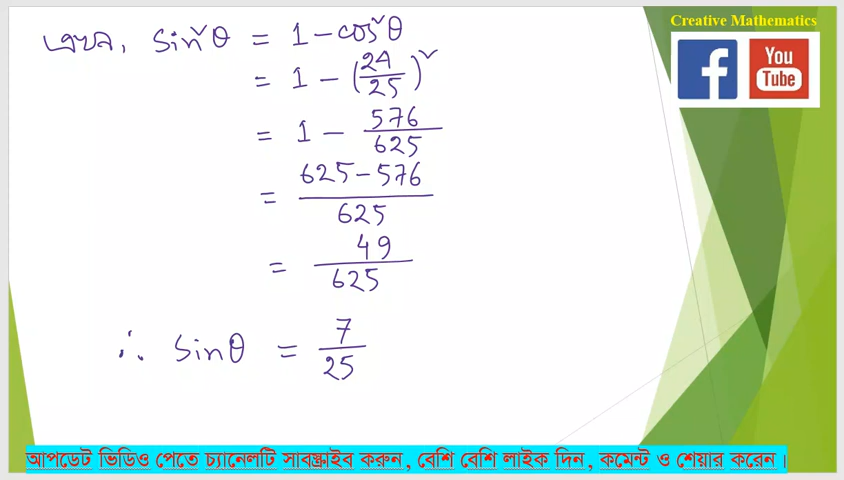 Creative Mathematics
f You Tube
এখন, sin²θ = 1 - cos²θ
= 1 - (24/25)²
= 1 - 576/625
= 625 - 576/625
= 49/625
∴ sinθ = 7/25
আপডেট ভিডিও পেতে চ্যানেলটি সাবস্ক্রাইব করুন, বেশি বেশি লাইক দিন, কমেন্ট ও শেয়ার করেন।